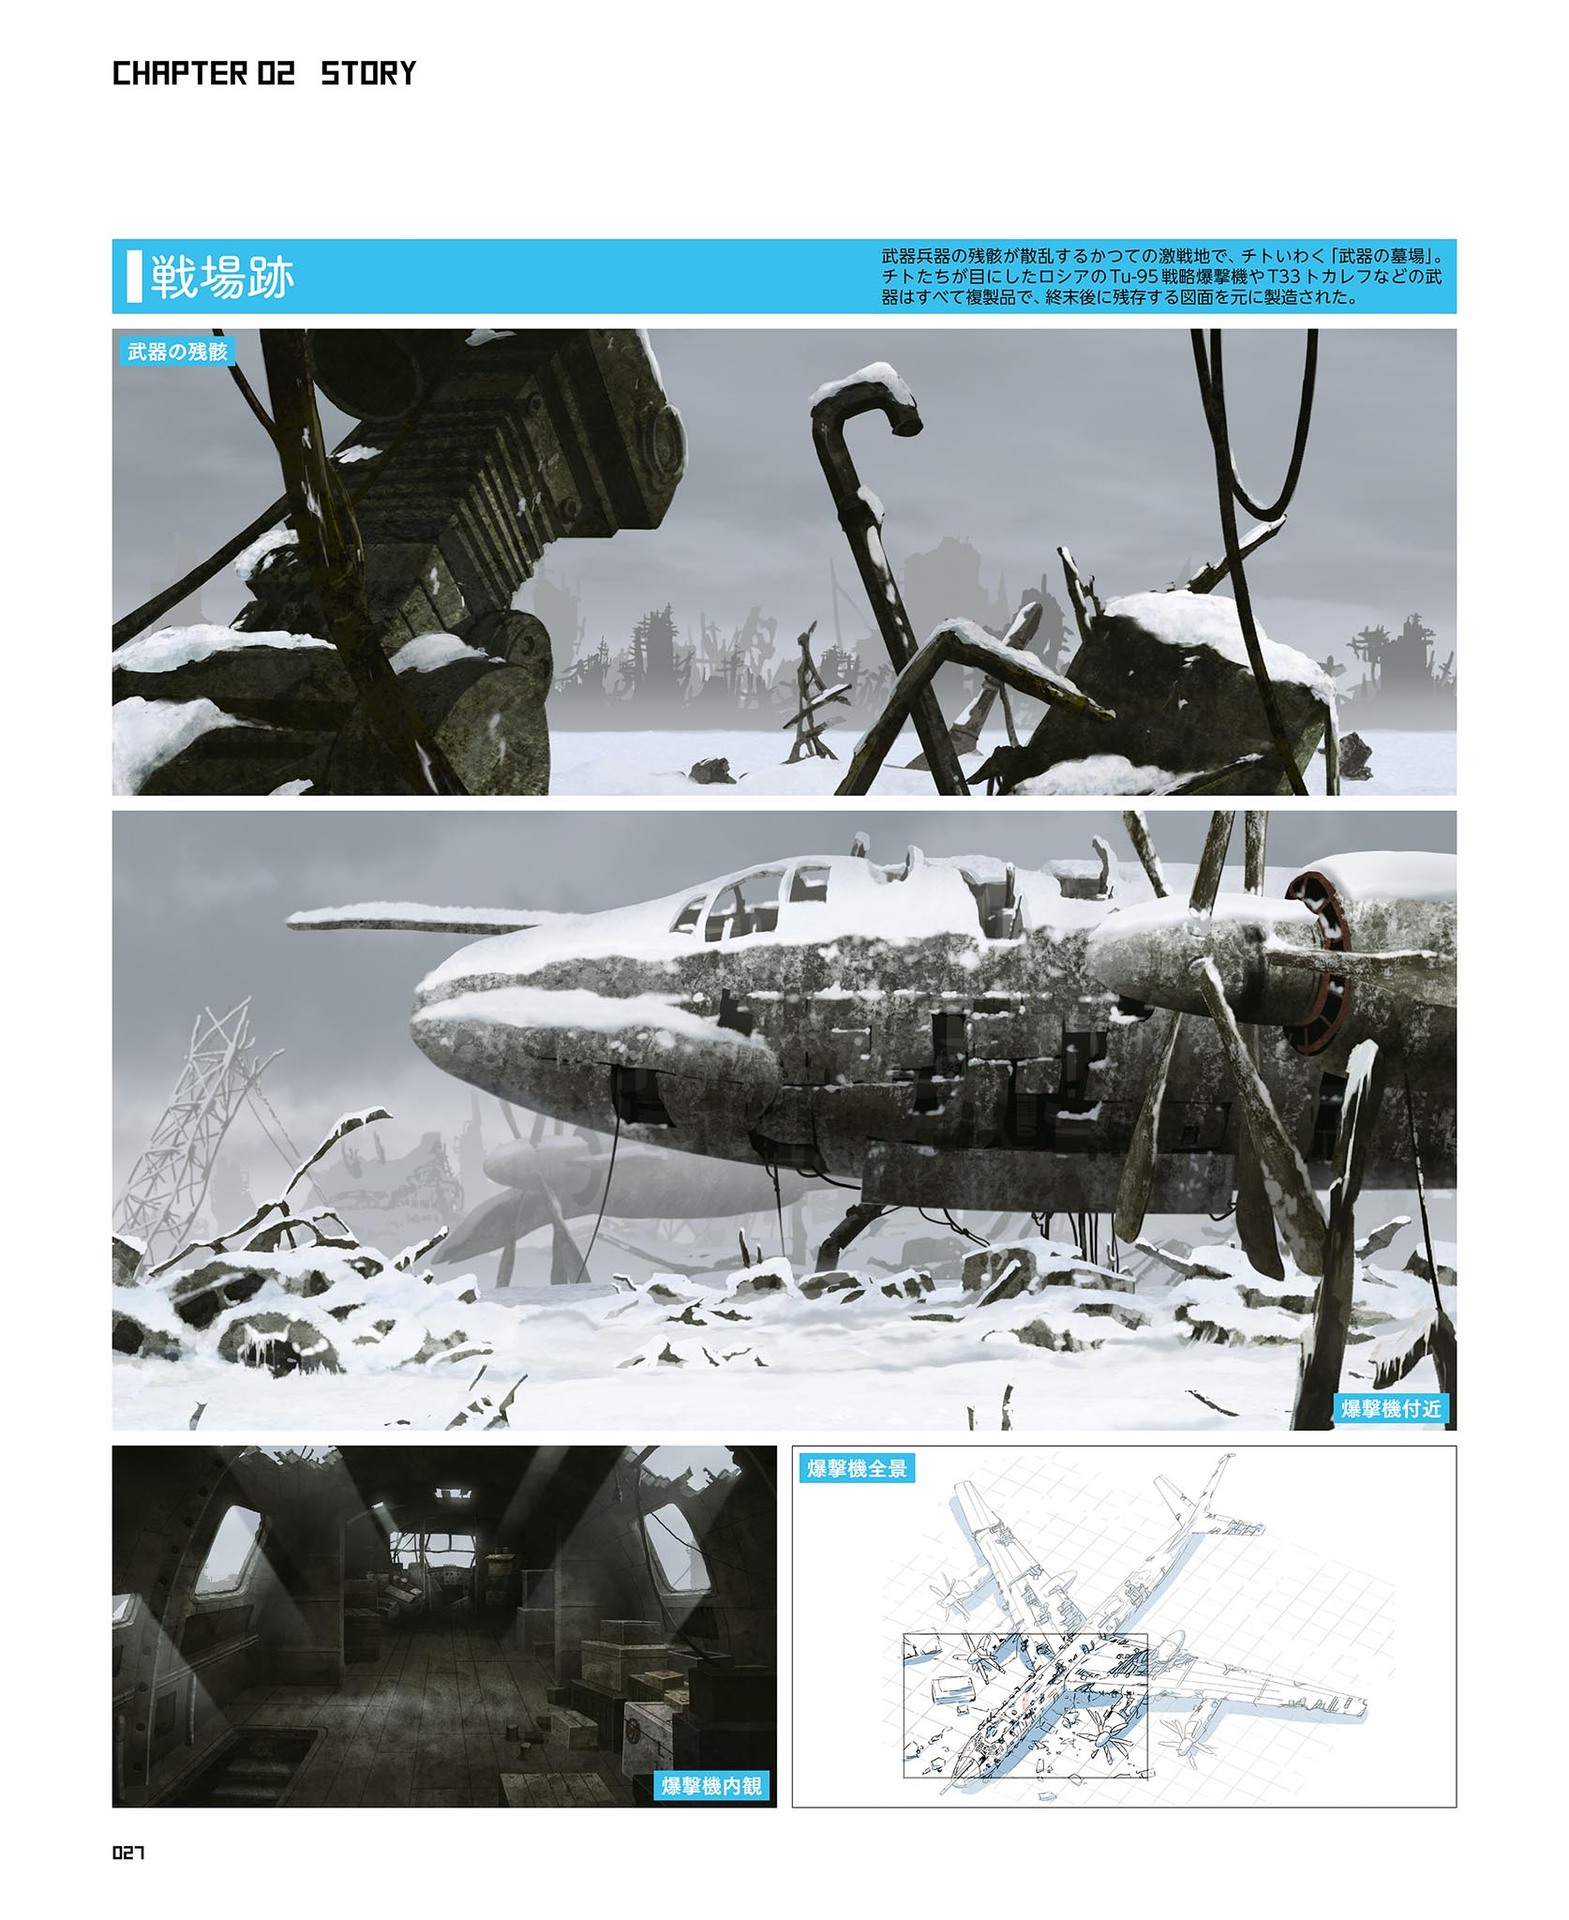 CHAPTER 02 STORY
戦場跡
武器兵器の残骸が散乱するかつての激戦地で、チトいわく「武器の墓場」。
チトたちが目にしたロシアのTu-95戦略爆撃機やT33トカレフなどの武
器はすべて複製品で、終末後に残存する図面を元に製造された。
武器の残骸
爆撃機付近
爆撃機内観
爆撃機全景
027